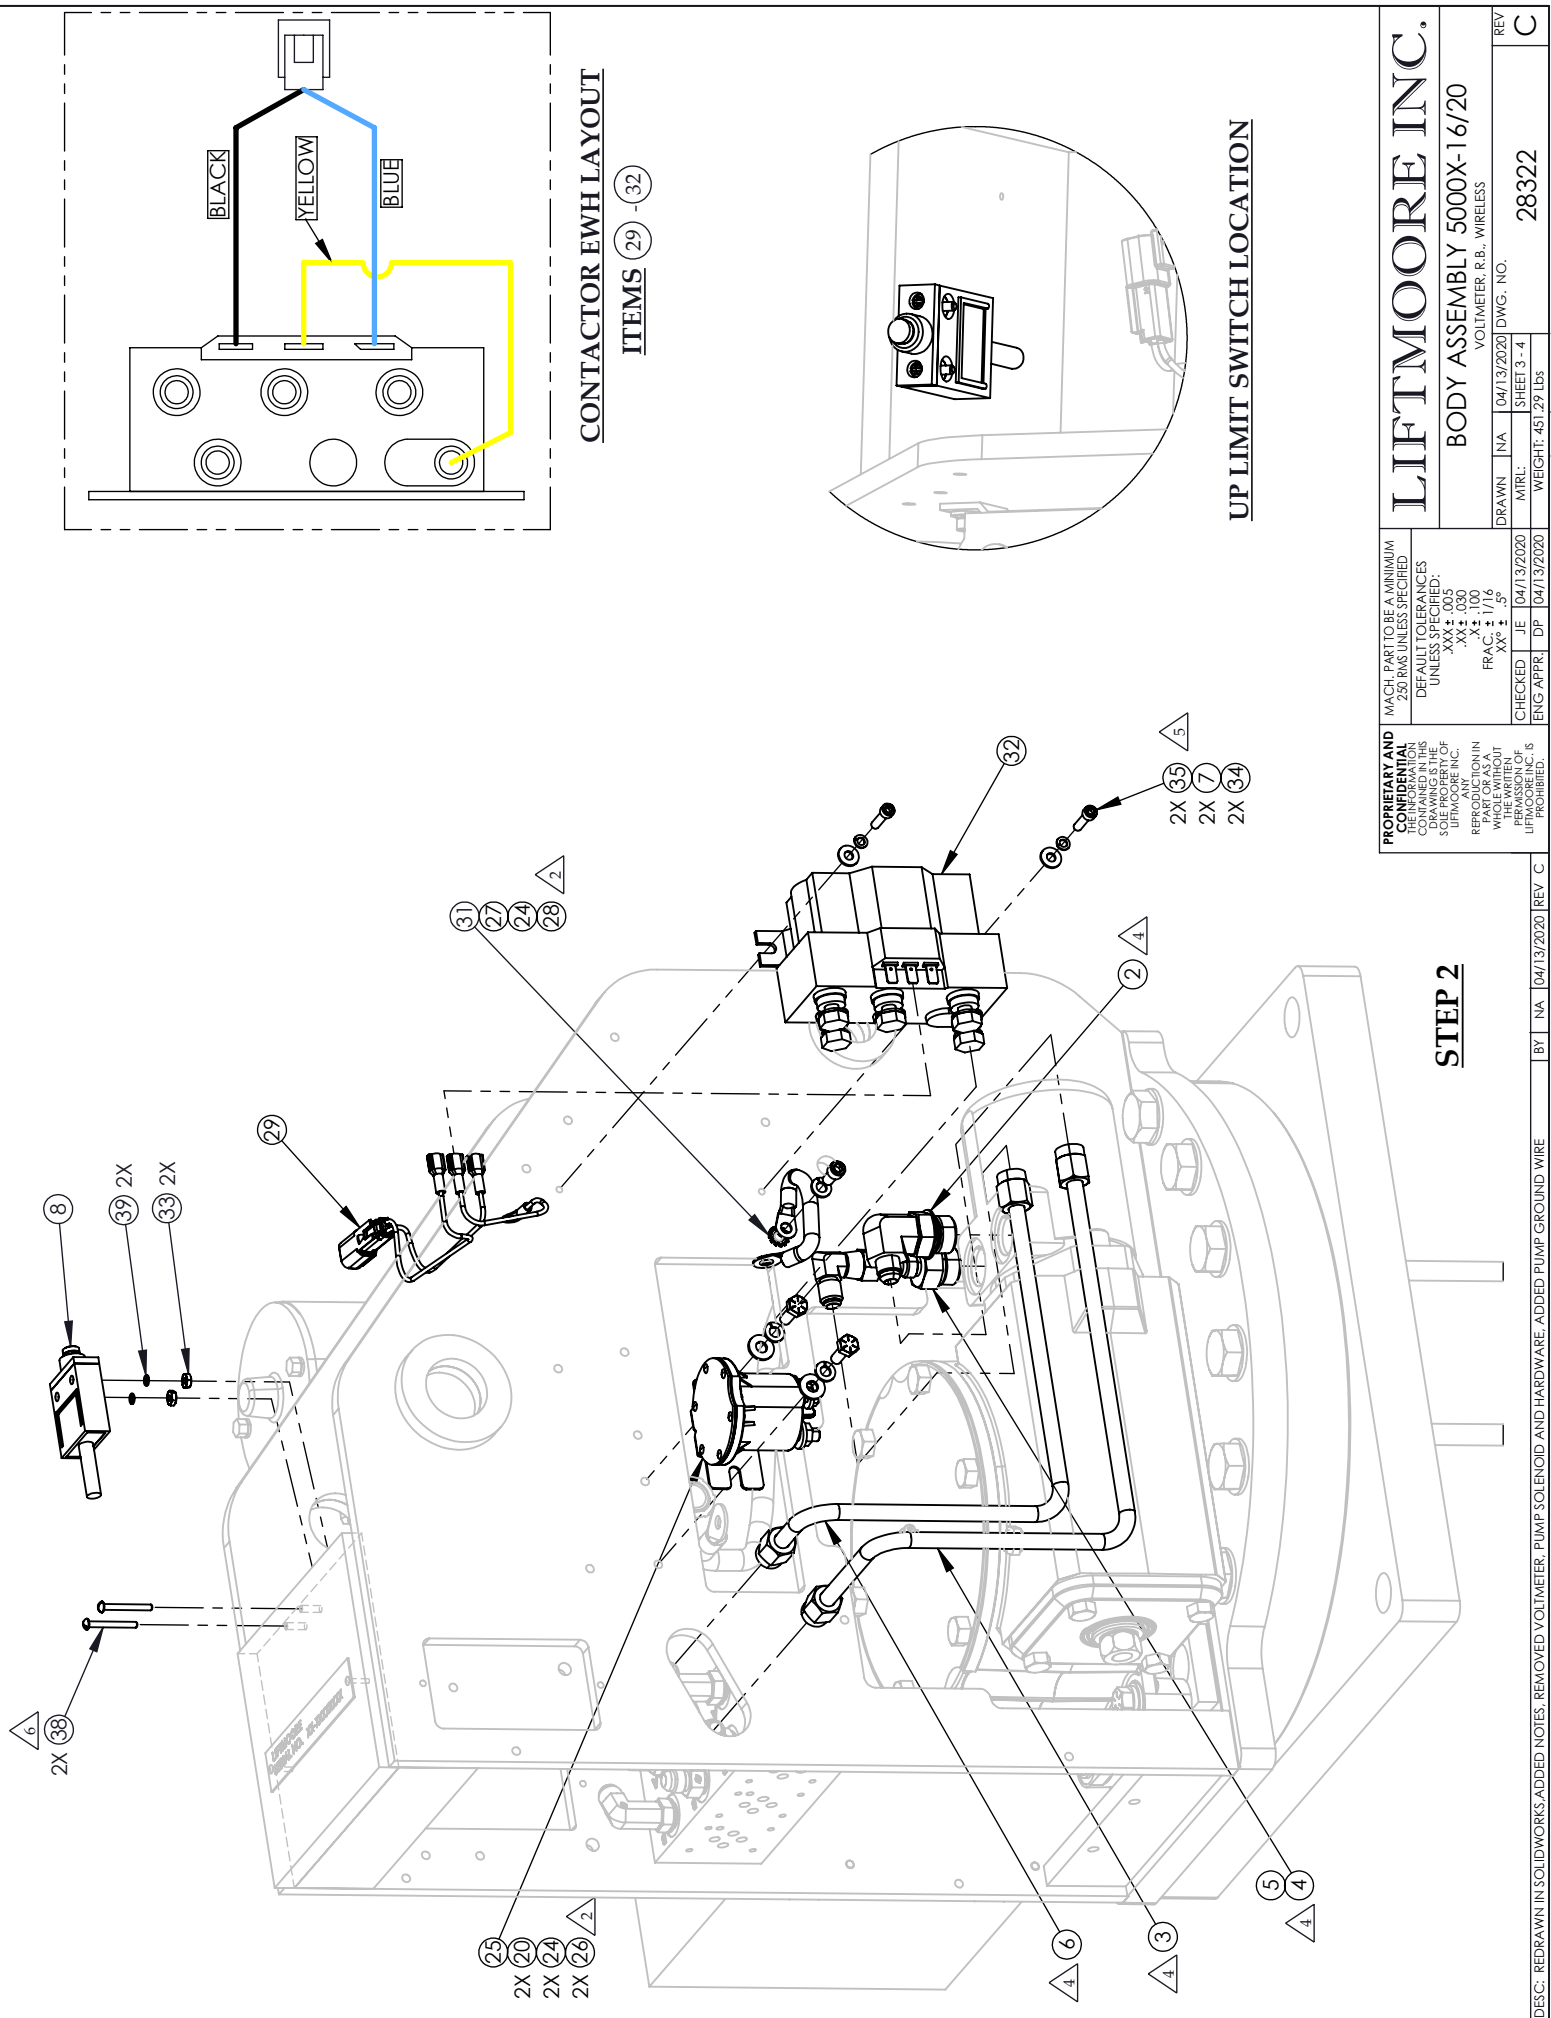 6
2X 38
8
39 2X
33 2X
29
31
27
24
28
2
25
2X 20
2X 24
2X 26
2
6
4
3
4
5
4
4
2
4
32
5
2X 35
2X 7
2X 34
STEP 2
BLACK
YELLOW
BLUE
CONTACTOR EWH LAYOUT
ITEMS 29 - 32
UP LIMIT SWITCH LOCATION
DESC: REDRAWN IN SOLIDWORKS,ADDED NOTES, REMOVED VOLTMETER, PUMP SOLENOID AND HARDWARE, ADDED PUMP GROUND WIRE
BY NA 04/13/2020 REV C
PROPRIETARY AND
CONFIDENTIAL
THE INFORMATION
CONTAINED IN THIS
DRAWING IS THE
SOLE PROPERTY OF
LIFTMOORE INC.
ANY
REPRODUCTION IN
PART OR AS A
WHOLE WITHOUT
THE WRITTEN
PERMISSION OF
LIFTMOORE INC. IS
PROHIBITED.
MACH. PART TO BE A MINIMUM
250 RMS UNLESS SPECIFIED
DEFAULT TOLERANCES
UNLESS SPECIFIED:
.XXX ± .005
.XX ± .030
.X ± .100
FRAC. ± 1/16
XX° ± .5°
CHECKED JE 04/13/2020
ENG APPR. DP 04/13/2020
LIFTMOORE INC.
BODY ASSEMBLY 5000X-16/20
VOLTMETER, R.B., WIRELESS
DRAWN NA 04/13/2020
MTRL: SHEET 3 - 4
WEIGHT: 451.29 Lbs
DWG. NO.
28322
REV
C